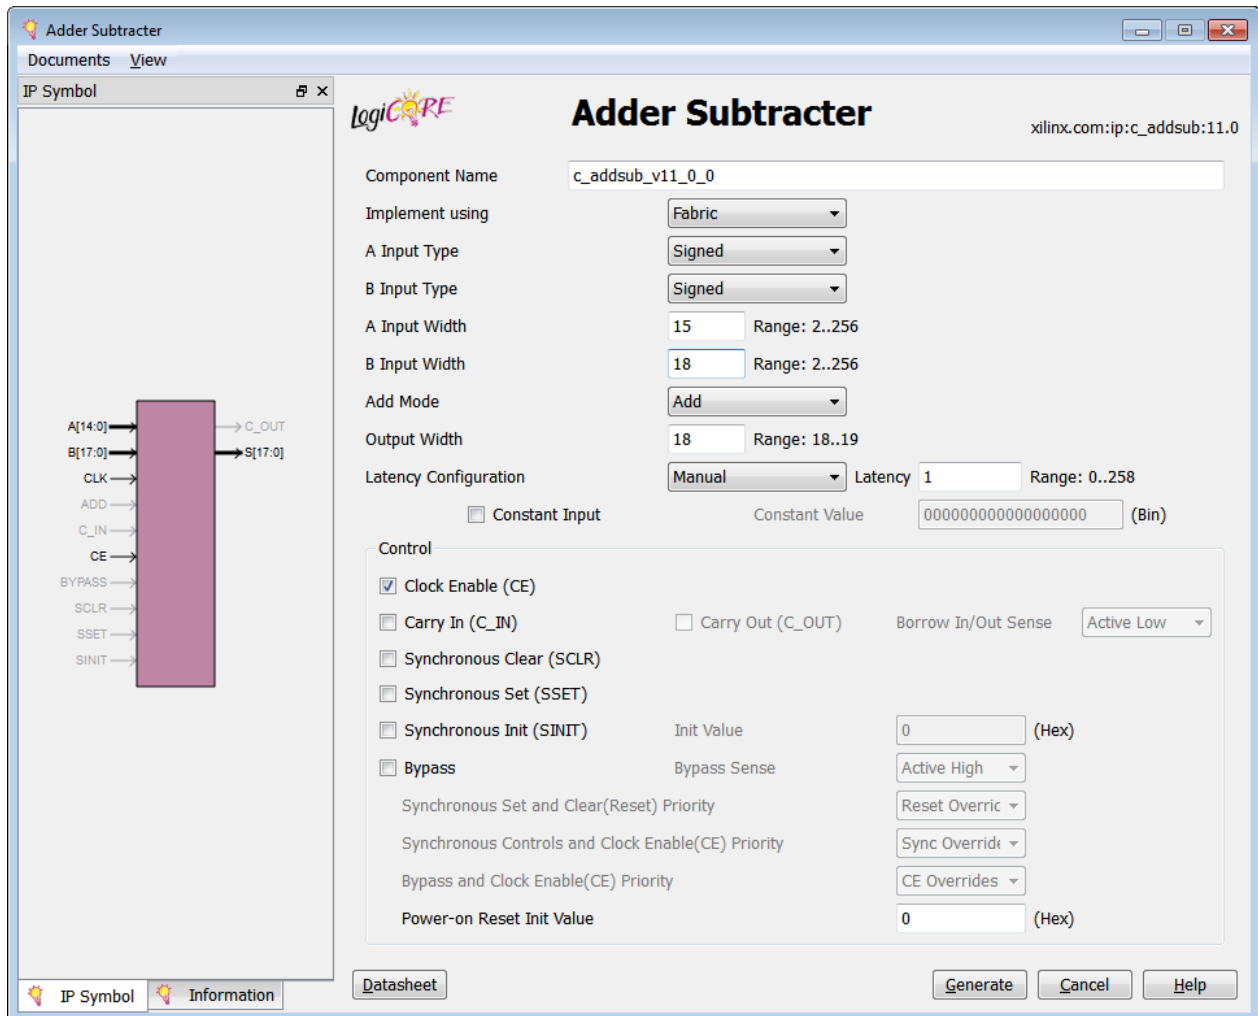 Adder Subtracter
Documents View
IP Symbol
LogiCORE
Adder Subtracter
xilinx.com:ip:c_addsub:11.0
Component Name c_addsub_v11_0_0
Implement using Fabric
A Input Type Signed
B Input Type Signed
A Input Width 15 Range: 2..256
B Input Width 18 Range: 2..256
Add Mode Add
Output Width 18 Range: 18..19
Latency Configuration Manual Latency 1 Range: 0..258
Constant Input Constant Value 000000000000000000 (Bin)
Control
Clock Enable (CE)
Carry In (C_IN) Carry Out (C_OUT) Borrow In/Out Sense Active Low
Synchronous Clear (SCLR)
Synchronous Set (SSET)
Synchronous Init (SINIT) Init Value 0 (Hex)
Bypass Bypass Sense Active High
Synchronous Set and Clear(Reset) Priority Reset Overric
Synchronous Controls and Clock Enable(CE) Priority Sync Override
Bypass and Clock Enable(CE) Priority CE Overrides
Power-on Reset Init Value 0 (Hex)
A[14:0] C_OUT
B[17:0] S[17:0]
CLK
ADD
C_IN
CE
BYPASS
SCLR
SSET
SINIT
IP Symbol Information
Datasheet Generate Cancel Help